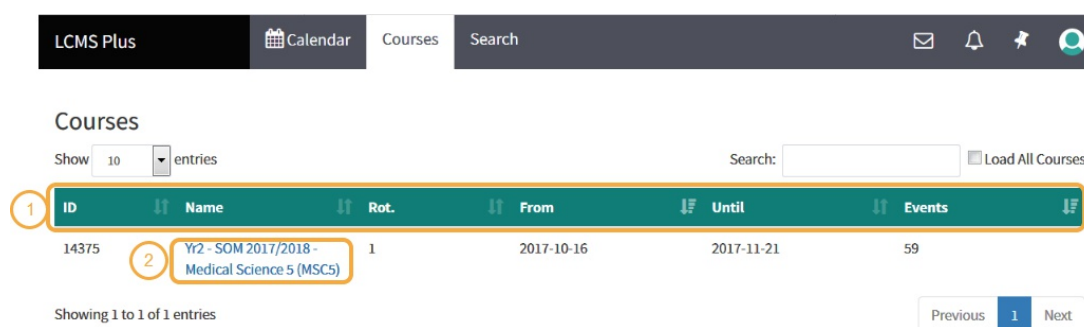 LCMS Plus Calendar Courses Search
Courses
Show 10 entries Search: Load All Courses
1 ID Name Rot. From Until Events
14375 2 Yr2 - SOM 2017/2018 - 1 2017-10-16 2017-11-21 59
Medical Science 5 (MSC5)
Showing 1 to 1 of 1 entries Previous 1 Next